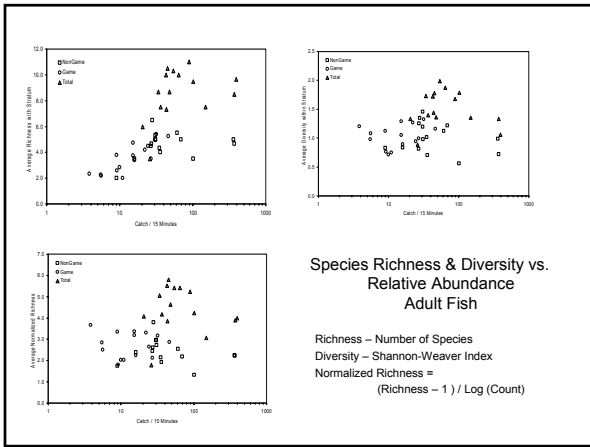 12.0
10.0
8.0
6.0
4.0
2.0
0.0
Average Richness with Stratum
NonGame
Game
Total
1 10 100 1000
Catch / 15 Minutes
2.5
2.0
1.5
1.0
0.5
0.0
Average Diversity within Stratum
NonGame
Game
Total
1 10 100 1000
Catch / 15 Minutes
7.0
6.0
5.0
4.0
3.0
2.0
1.0
0.0
Average Normalized Richness
NonGame
Game
Total
1 10 100 1000
Catch / 15 Minutes
Species Richness & Diversity vs.
Relative Abundance
Adult Fish
Richness – Number of Species
Diversity – Shannon-Weaver Index
Normalized Richness =
(Richness – 1 ) / Log (Count)